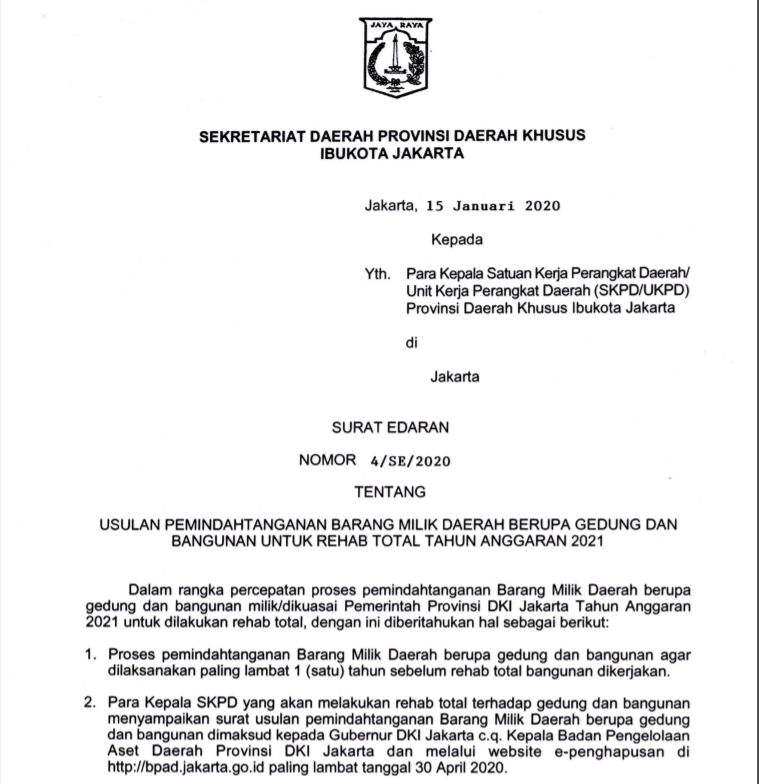 JAYA RAYA
SEKRETARIAT DAERAH PROVINSI DAERAH KHUSUS
IBUKOTA JAKARTA
Jakarta, 15 Januari 2020
Kepada
Yth. Para Kepala Satuan Kerja Perangkat Daerah/
Unit Kerja Perangkat Daerah (SKPD/UKPD)
Provinsi Daerah Khusus Ibukota Jakarta
di
Jakarta
SURAT EDARAN
NOMOR 4/SE/2020
TENTANG
USULAN PEMINDAHTANGANAN BARANG MILIK DAERAH BERUPA GEDUNG DAN
BANGUNAN UNTUK REHAB TOTAL TAHUN ANGGARAN 2021
Dalam rangka percepatan proses pemindahtanganan Barang Milik Daerah berupa
gedung dan bangunan milik/dikuasai Pemerintah Provinsi DKI Jakarta Tahun Anggaran
2021 untuk dilakukan rehab total, dengan ini diberitahukan hal sebagai berikut:
1. Proses pemindahtanganan Barang Milik Daerah berupa gedung dan bangunan agar
dilaksanakan paling lambat 1 (satu) tahun sebelum rehab total bangunan dikerjakan.
2. Para Kepala SKPD yang akan melakukan rehab total terhadap gedung dan bangunan
menyampaikan surat usulan pemindahtanganan Barang Milik Daerah berupa gedung
dan bangunan dimaksud kepada Gubernur DKI Jakarta c.q. Kepala Badan Pengelolaan
Aset Daerah Provinsi DKI Jakarta dan melalui website e-penghapusan di
http://bpad.jakarta.go.id paling lambat tanggal 30 April 2020.